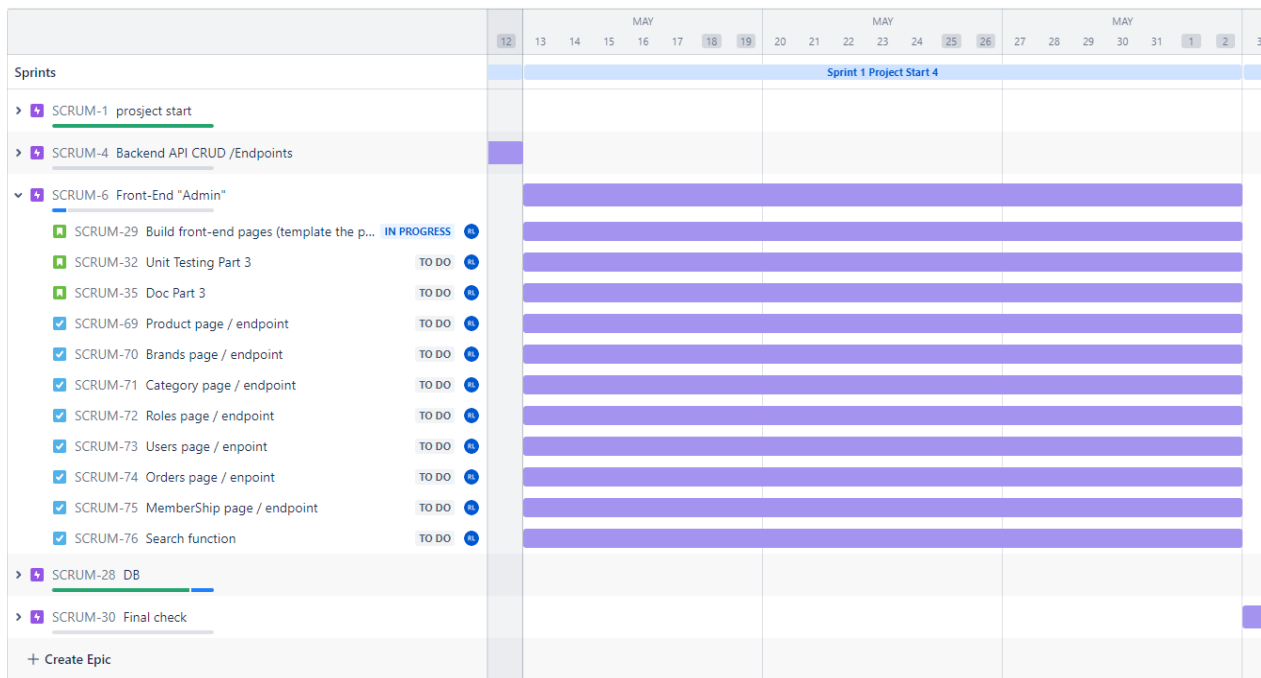 MAY MAY MAY
12 13 14 15 16 17 18 19 20 21 22 23 24 25 26 27 28 29 30 31 1 2
Sprints Sprint 1 Project Start 4
SCRUM-1 prosject start
SCRUM-4 Backend API CRUD /Endpoints
SCRUM-6 Front-End "Admin"
SCRUM-29 Build front-end pages (template the p... IN PROGRESS RL
SCRUM-32 Unit Testing Part 3 TO DO RL
SCRUM-35 Doc Part 3 TO DO RL
SCRUM-69 Product page / endpoint TO DO RL
SCRUM-70 Brands page / endpoint TO DO RL
SCRUM-71 Category page / endpoint TO DO RL
SCRUM-72 Roles page / endpoint TO DO RL
SCRUM-73 Users page / enpoint TO DO RL
SCRUM-74 Orders page / enpoint TO DO RL
SCRUM-75 MemberShip page / endpoint TO DO RL
SCRUM-76 Search function TO DO RL
SCRUM-28 DB
SCRUM-30 Final check
+ Create Epic